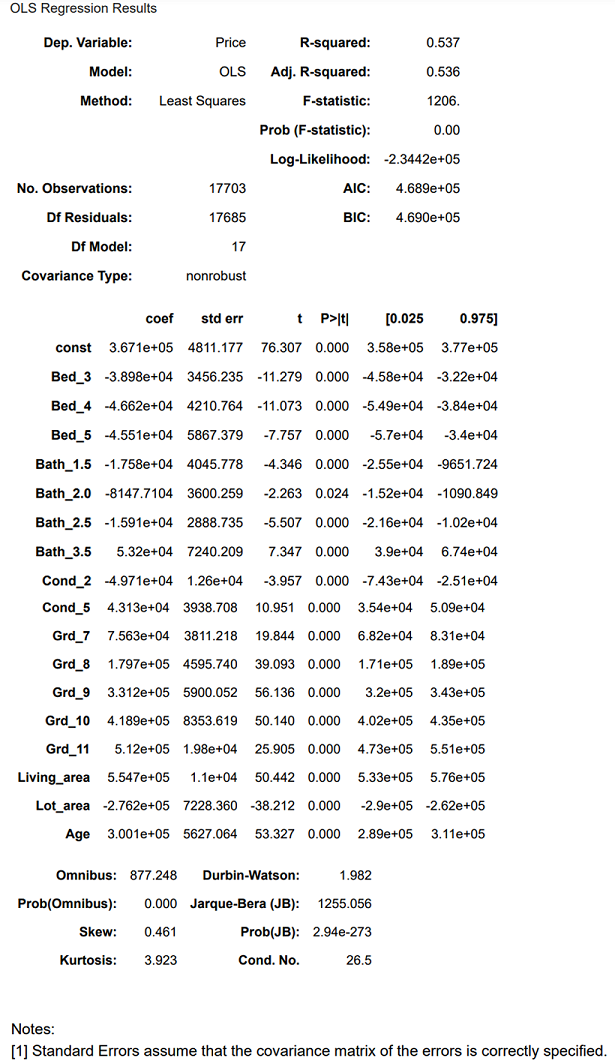 OLS Regression Results
Dep. Variable: Price R-squared: 0.537
Model: OLS Adj. R-squared: 0.536
Method: Least Squares F-statistic: 1206.
Prob (F-statistic): 0.00
Log-Likelihood: -2.3442e+05
No. Observations: 17703 AIC: 4.689e+05
Df Residuals: 17685 BIC: 4.690e+05
Df Model: 17
Covariance Type: nonrobust
coef std err t P>|t| [0.025 0.975]
const 3.671e+05 4811.177 76.307 0.000 3.58e+05 3.77e+05
Bed_3 -3.898e+04 3456.235 -11.279 0.000 -4.58e+04 -3.22e+04
Bed_4 -4.662e+04 4210.764 -11.073 0.000 -5.49e+04 -3.84e+04
Bed_5 -4.551e+04 5867.379 -7.757 0.000 -5.7e+04 -3.4e+04
Bath_1.5 -1.758e+04 4045.778 -4.346 0.000 -2.55e+04 -9651.724
Bath_2.0 -8147.7104 3600.259 -2.263 0.024 -1.52e+04 -1090.849
Bath_2.5 -1.591e+04 2888.735 -5.507 0.000 -2.16e+04 -1.02e+04
Bath_3.5 5.32e+04 7240.209 7.347 0.000 3.9e+04 6.74e+04
Cond_2 -4.971e+04 1.26e+04 -3.957 0.000 -7.43e+04 -2.51e+04
Cond_5 4.313e+04 3938.708 10.951 0.000 3.54e+04 5.09e+04
Grd_7 7.563e+04 3811.218 19.844 0.000 6.82e+04 8.31e+04
Grd_8 1.797e+05 4595.740 39.093 0.000 1.71e+05 1.89e+05
Grd_9 3.312e+05 5900.052 56.136 0.000 3.2e+05 3.43e+05
Grd_10 4.189e+05 8353.619 50.140 0.000 4.02e+05 4.35e+05
Grd_11 5.12e+05 1.98e+04 25.905 0.000 4.73e+05 5.51e+05
Living_area 5.547e+05 1.1e+04 50.442 0.000 5.33e+05 5.76e+05
Lot_area -2.762e+05 7228.360 -38.212 0.000 -2.9e+05 -2.62e+05
Age 3.001e+05 5627.064 53.327 0.000 2.89e+05 3.11e+05
Omnibus: 877.248 Durbin-Watson: 1.982
Prob(Omnibus): 0.000 Jarque-Bera (JB): 1255.056
Skew: 0.461 Prob(JB): 2.94e-273
Kurtosis: 3.923 Cond. No. 26.5
Notes:
[1] Standard Errors assume that the covariance matrix of the errors is correctly specified.